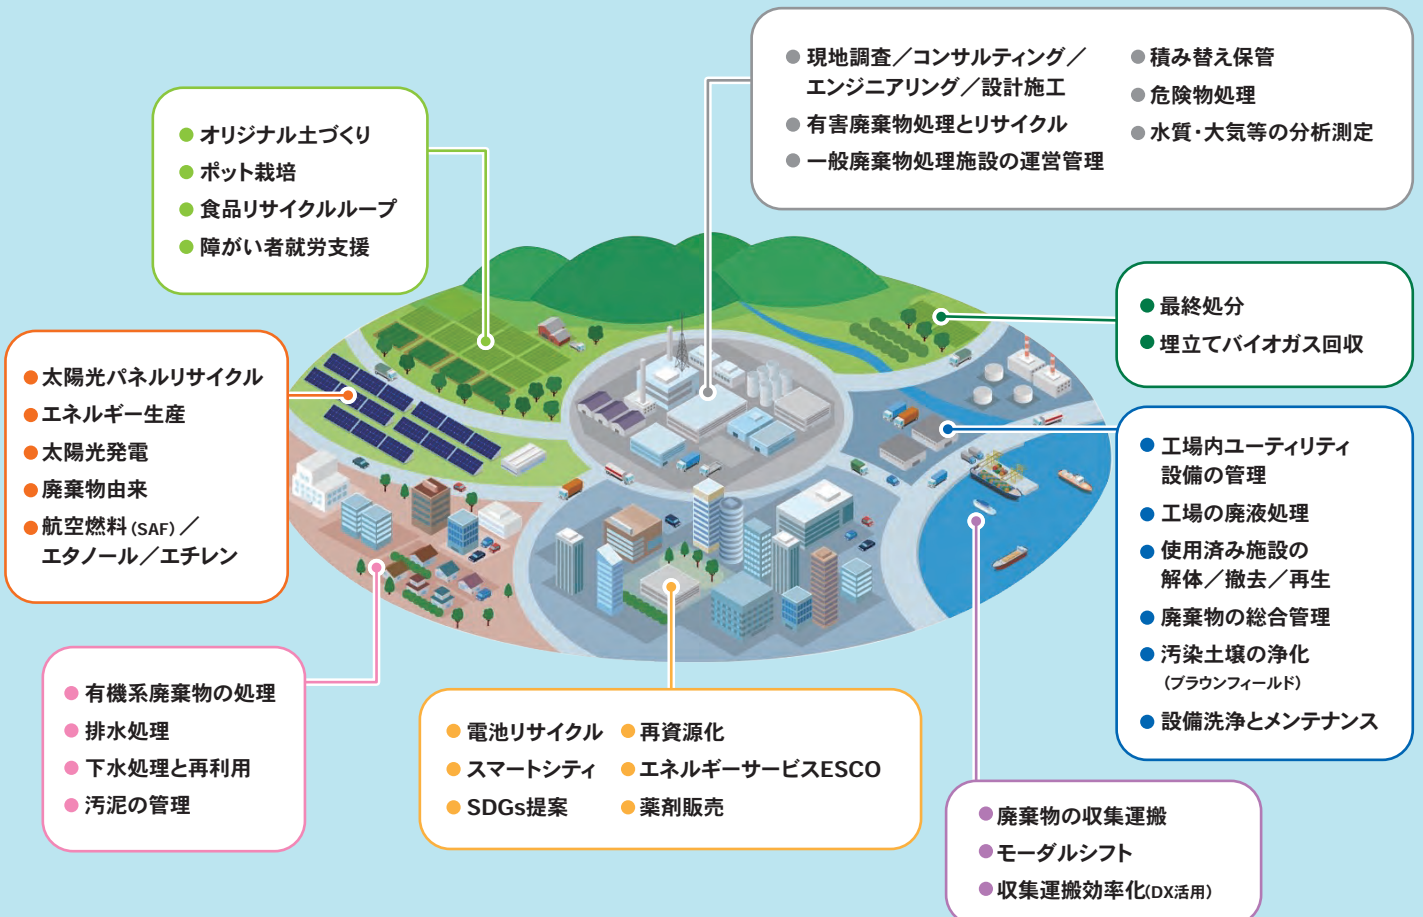 現地調査／コンサルティング／
エンジニアリング／設計施工
有害廃棄物処理とリサイクル
一般廃棄物処理施設の運営管理
積み替え保管
危険物処理
水質・大気等の分析測定
オリジナル土づくり
ポット栽培
食品リサイクルループ
障がい者就労支援
最終処分
埋立てバイオガス回収
太陽光パネルリサイクル
エネルギー生産
太陽光発電
廃棄物由来
航空燃料（SAF）／
エタノール／エチレン
工場内ユーティリティ
設備の管理
工場の廃液処理
使用済み施設の
解体／撤去／再生
廃棄物の総合管理
汚染土壌の浄化
（ブラウンフィールド）
設備洗浄とメンテナンス
有機系廃棄物の処理
排水処理
下水処理と再利用
汚泥の管理
電池リサイクル
スマートシティ
SDGs提案
再資源化
エネルギーサービスESCO
薬剤販売
廃棄物の収集運搬
モーダルシフト
収集運搬効率化(DX活用)